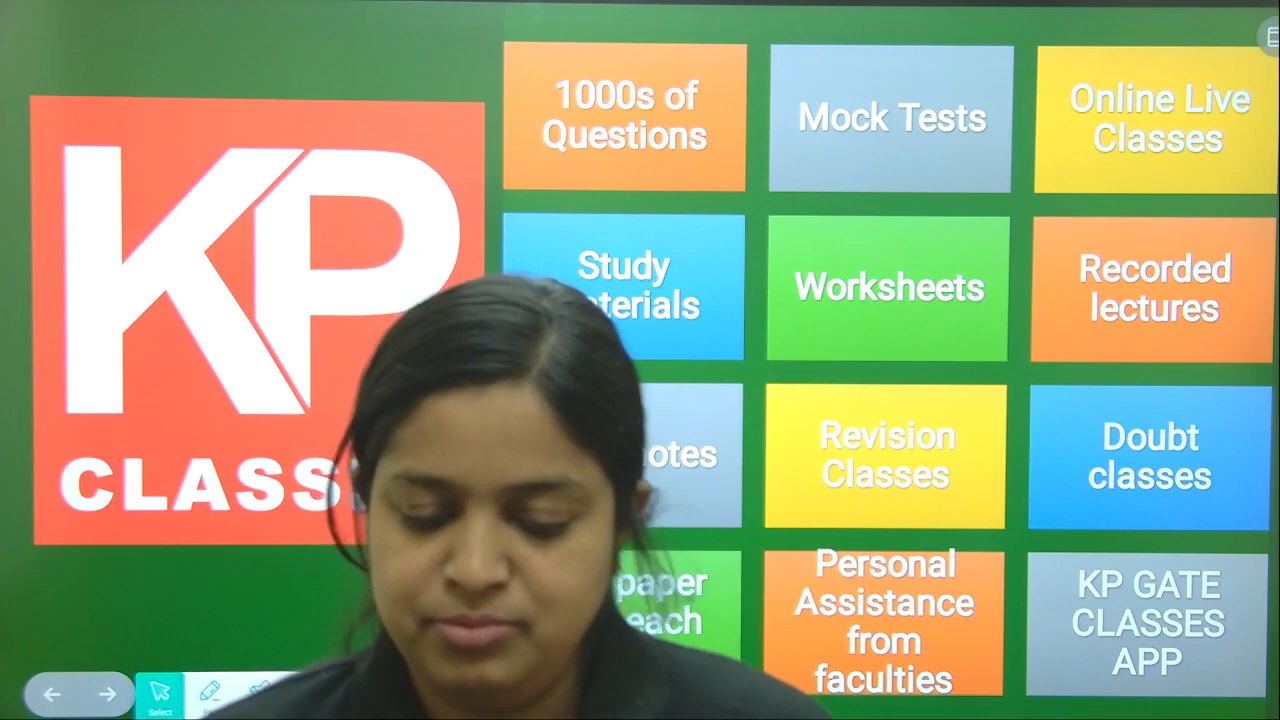 KP
CLASS
1000s of
Questions
Mock Tests
Online Live
Classes
Study
terials
Worksheets
Recorded
lectures
otes
Revision
Classes
Doubt
classes
paper
each
Personal
Assistance
from
faculties
KP GATE
CLASSES
APP
Select